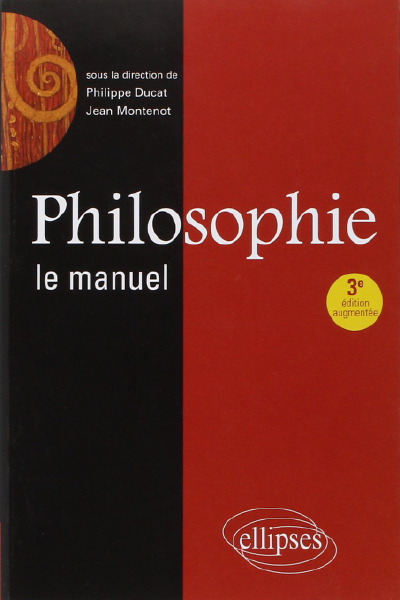 sous la direction de
Philippe Ducat
Jean Montenot
Philosophie
le manuel
3e
édition
augmentée
ellipses